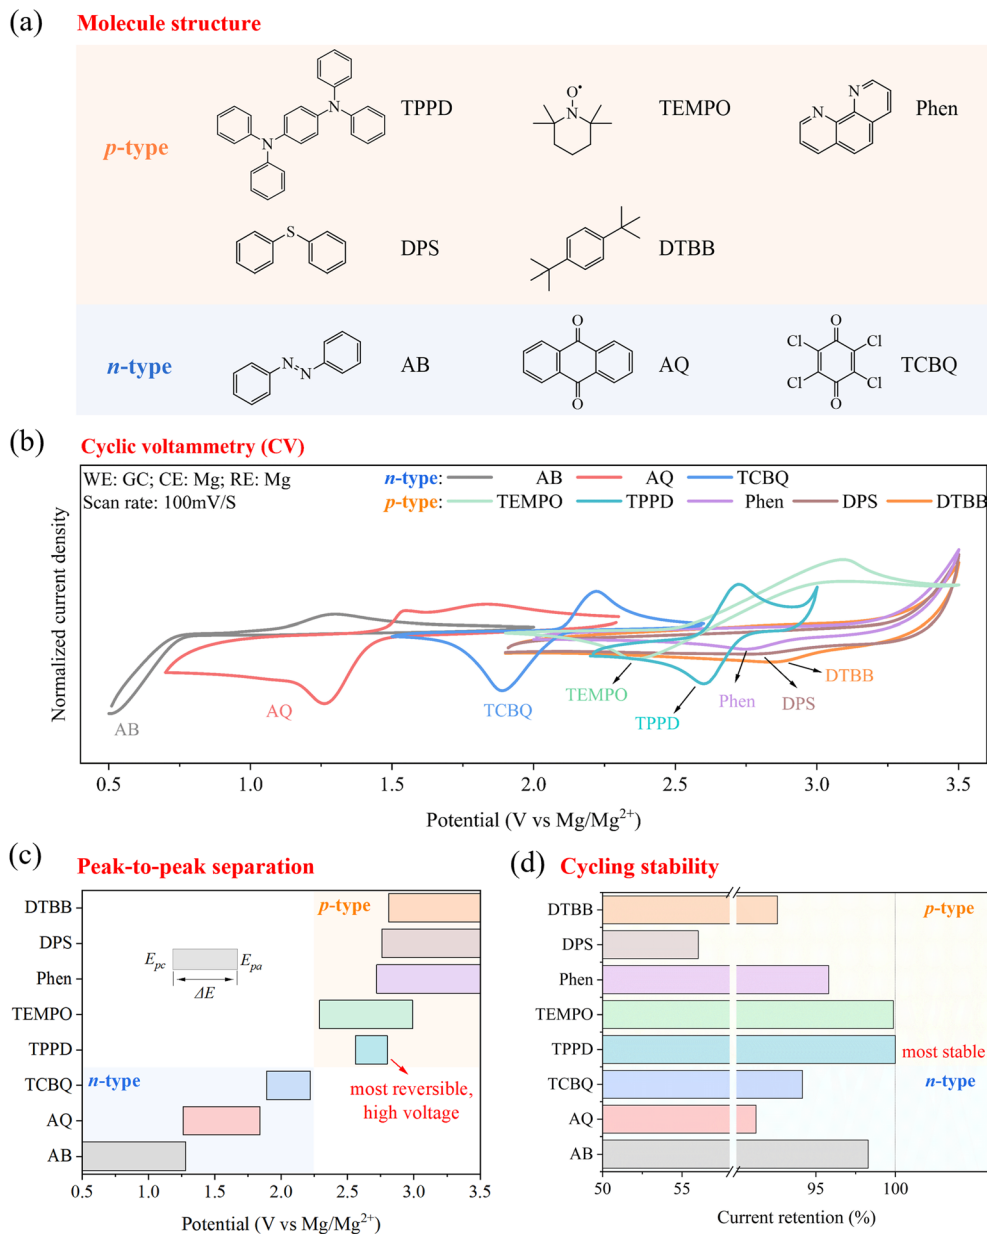 (a) Molecule structure
p-type
TPPD
TEMPO
Phen
N
N
N
O•
N
N
DPS
DTBB
S
n-type
AB
AQ
TCBQ
N
N
O
O
O
Cl
Cl
Cl
Cl
O
(b) Cyclic voltammetry (CV)
WE: GC; CE: Mg; RE: Mg
Scan rate: 100mV/S
n-type: AB AQ TCBQ
p-type: TEMPO TPPD Phen DPS DTBB
Normalized current density
AB
AQ
TCBQ
TEMPO
TPPD
Phen
DPS
DTBB
0.5 1.0 1.5 2.0 2.5 3.0 3.5
Potential (V vs Mg/Mg2+)
(c) Peak-to-peak separation
DTBB
DPS
Phen
TEMPO
TPPD
TCBQ
AQ
AB
p-type
Epc
Epa
ΔE
most reversible,
high voltage
n-type
0.5 1.0 1.5 2.0 2.5 3.0 3.5
Potential (V vs Mg/Mg2+)
(d) Cycling stability
DTBB
DPS
Phen
TEMPO
TPPD
TCBQ
AQ
AB
p-type
most stable
n-type
50 55 95 100
Current retention (%)